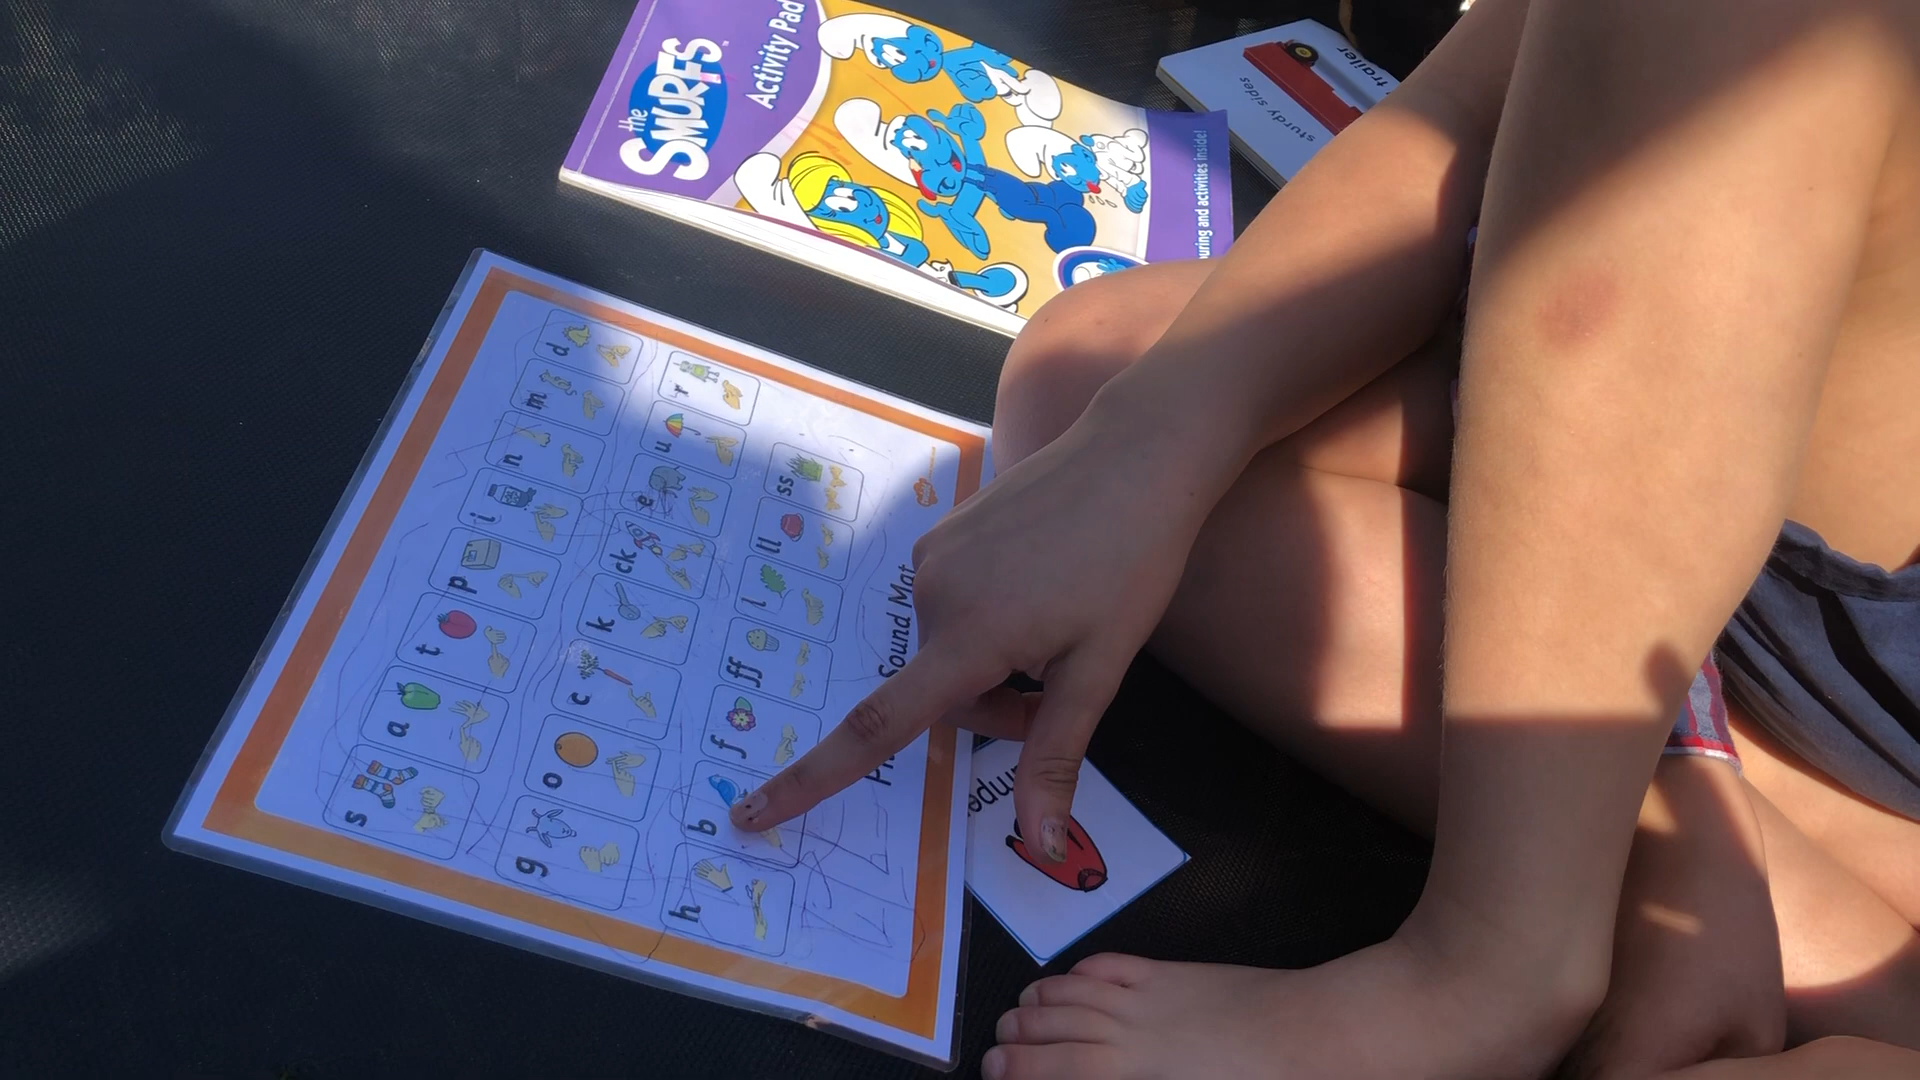 the
SMURFS
Activity Pad
uring and activities inside!
trailer
sturdy sides
Sound Mat
s a t p i n m d
g o c k ck e u r
h b f ff l ll ss